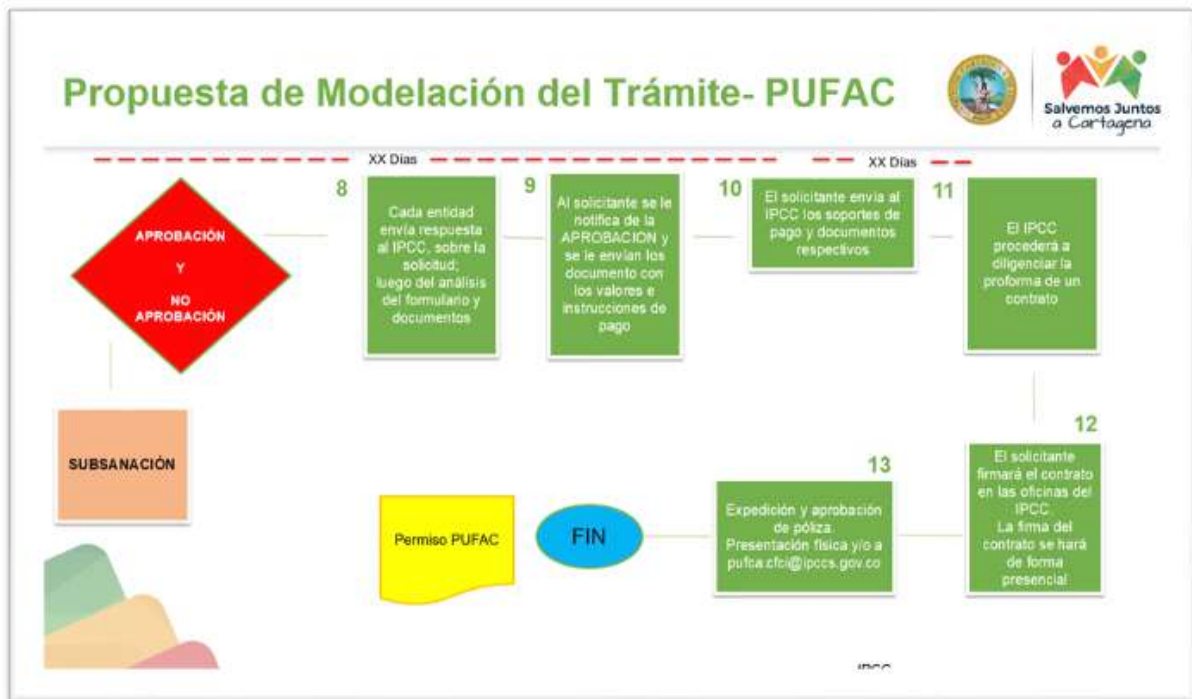 Propuesta de Modelación del Trámite- PUFAC
Salvemos Juntos
a Cartagena
XX Días
XX Días
APROBACIÓN
Y
NO
APROBACIÓN
8
Cada entidad
envía respuesta
al IPCC, sobre la
solicitud;
luego del análisis
del formulario y
documentos
9
Al solicitante se le
notifica de la
APROBACION y
se le envían los
documento con
los valores e
instrucciones de
pago
10
El solicitante envía al
IPCC los soportes de
pago y documentos
respectivos
11
El IPCC
procederá a
diligenciar la
proforma de un
contrato
12
El solicitante
firmará el contrato
en las oficinas del
IPCC.
La firma del
contrato se hará
de forma
presencial
13
Expedición y aprobación
de póliza.
Presentación física y/o a
pufca.cfci@ipccs.gov.co
FIN
Permiso PUFAC
SUBSANACIÓN